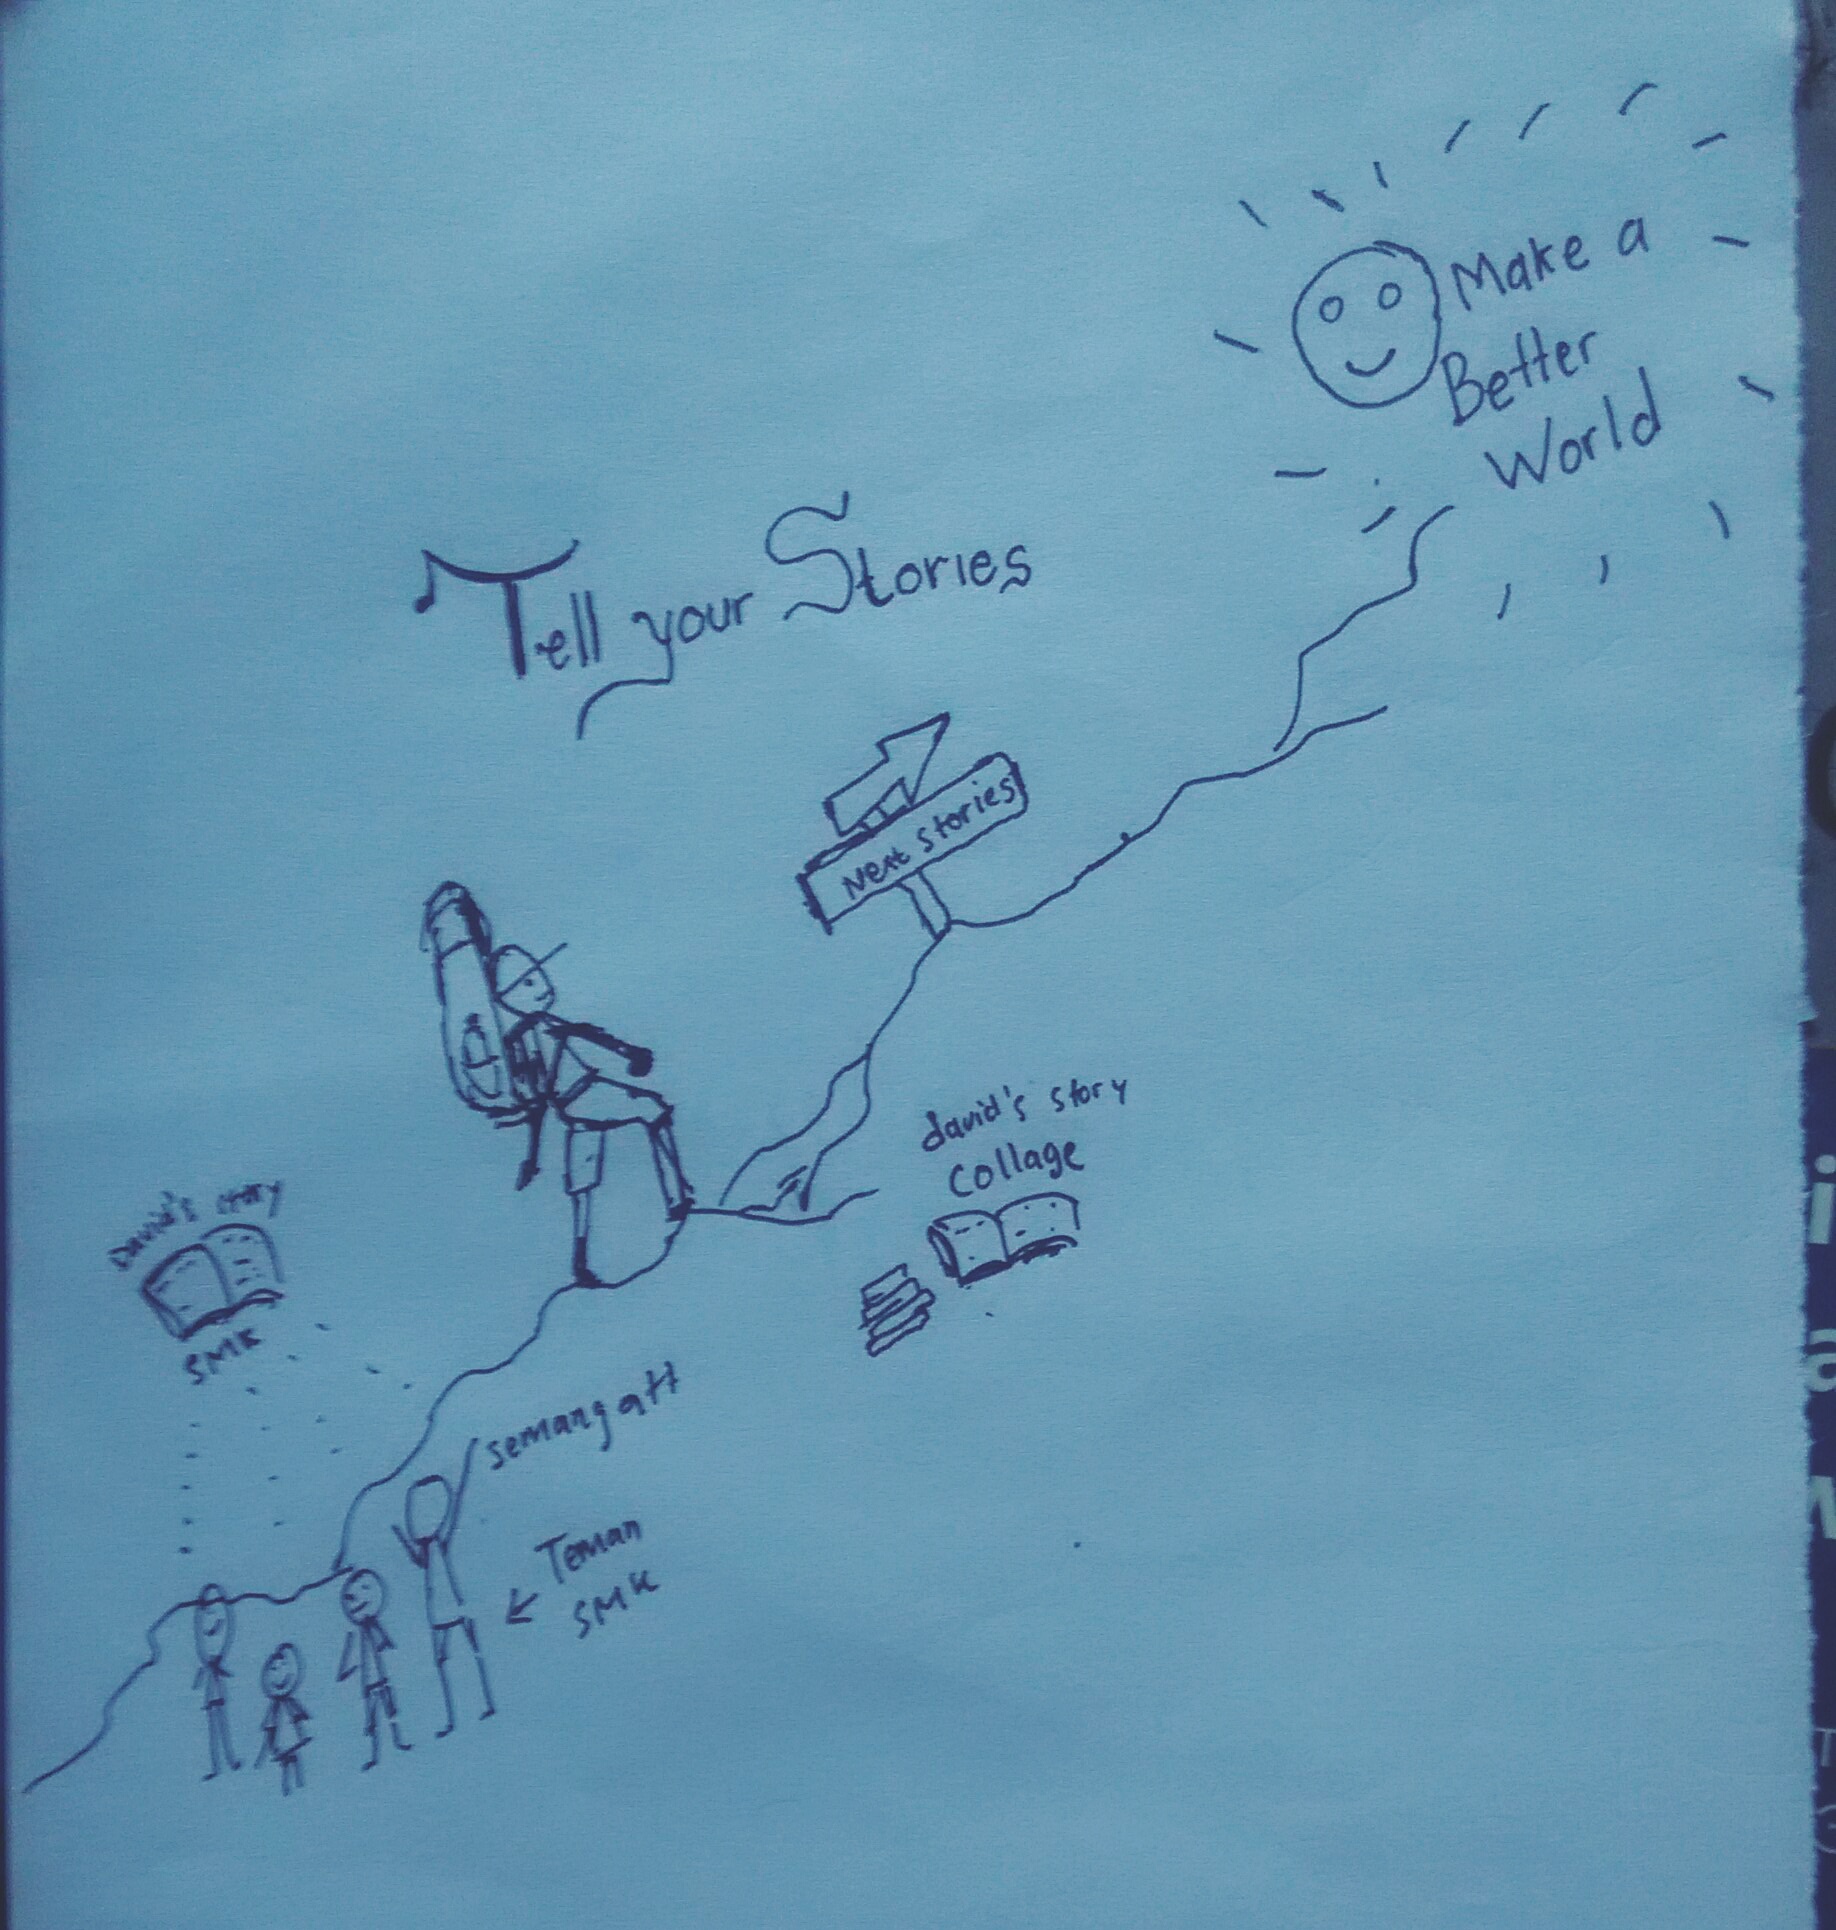 Make a
Better
World
Tell your Stories
Next Stories
david's story
collage
David's story
SMK
semangatt
Teman
SMK